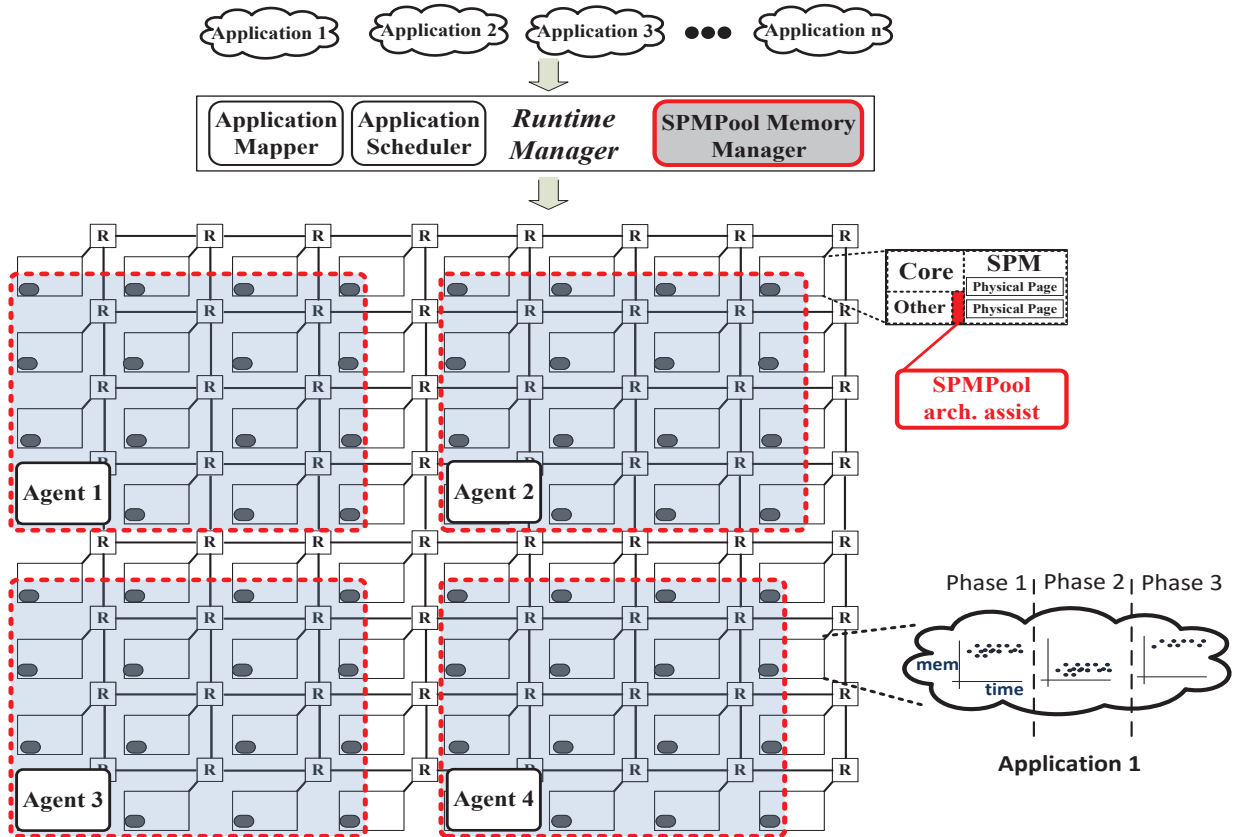 Application 1
Application 2
Application 3
Application n
Application
Mapper
Application
Scheduler
Runtime
Manager
SPMPool Memory
Manager
R R R R R R R R
Core
SPM
Physical Page
Other
Physical Page
R R R R R R R R
SPMPool
arch. assist
R R R R R R R R
R R R R R R
Agent 1
Agent 2
R R R R R R R R
Phase 1
Phase 2
Phase 3
R R R R R R R R
mem
time
R R R R R R R R
Application 1
R R R R R R
Agent 3
Agent 4